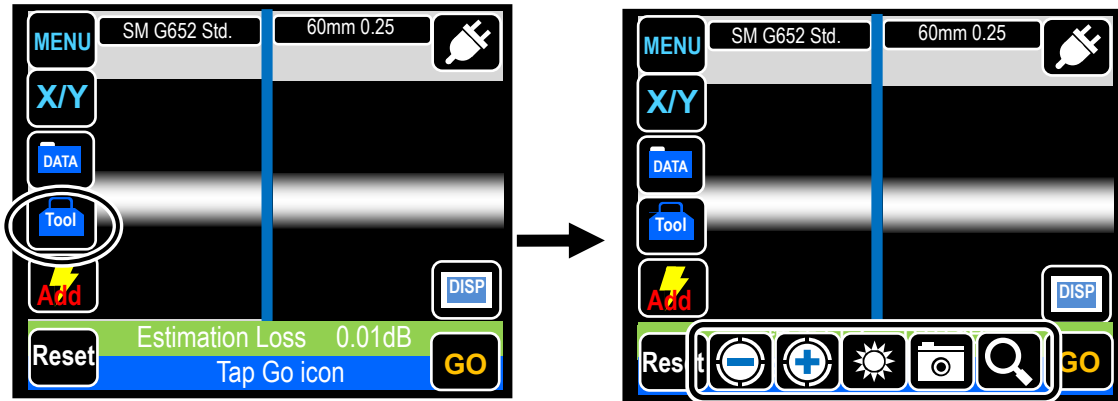 MENU
SM G652 Std.
60mm 0.25
X/Y
DATA
Tool
Add
DISP
Estimation Loss 0.01dB
Reset
Tap Go icon
GO
MENU
SM G652 Std.
60mm 0.25
X/Y
DATA
Tool
Add
DISP
Res t
GO